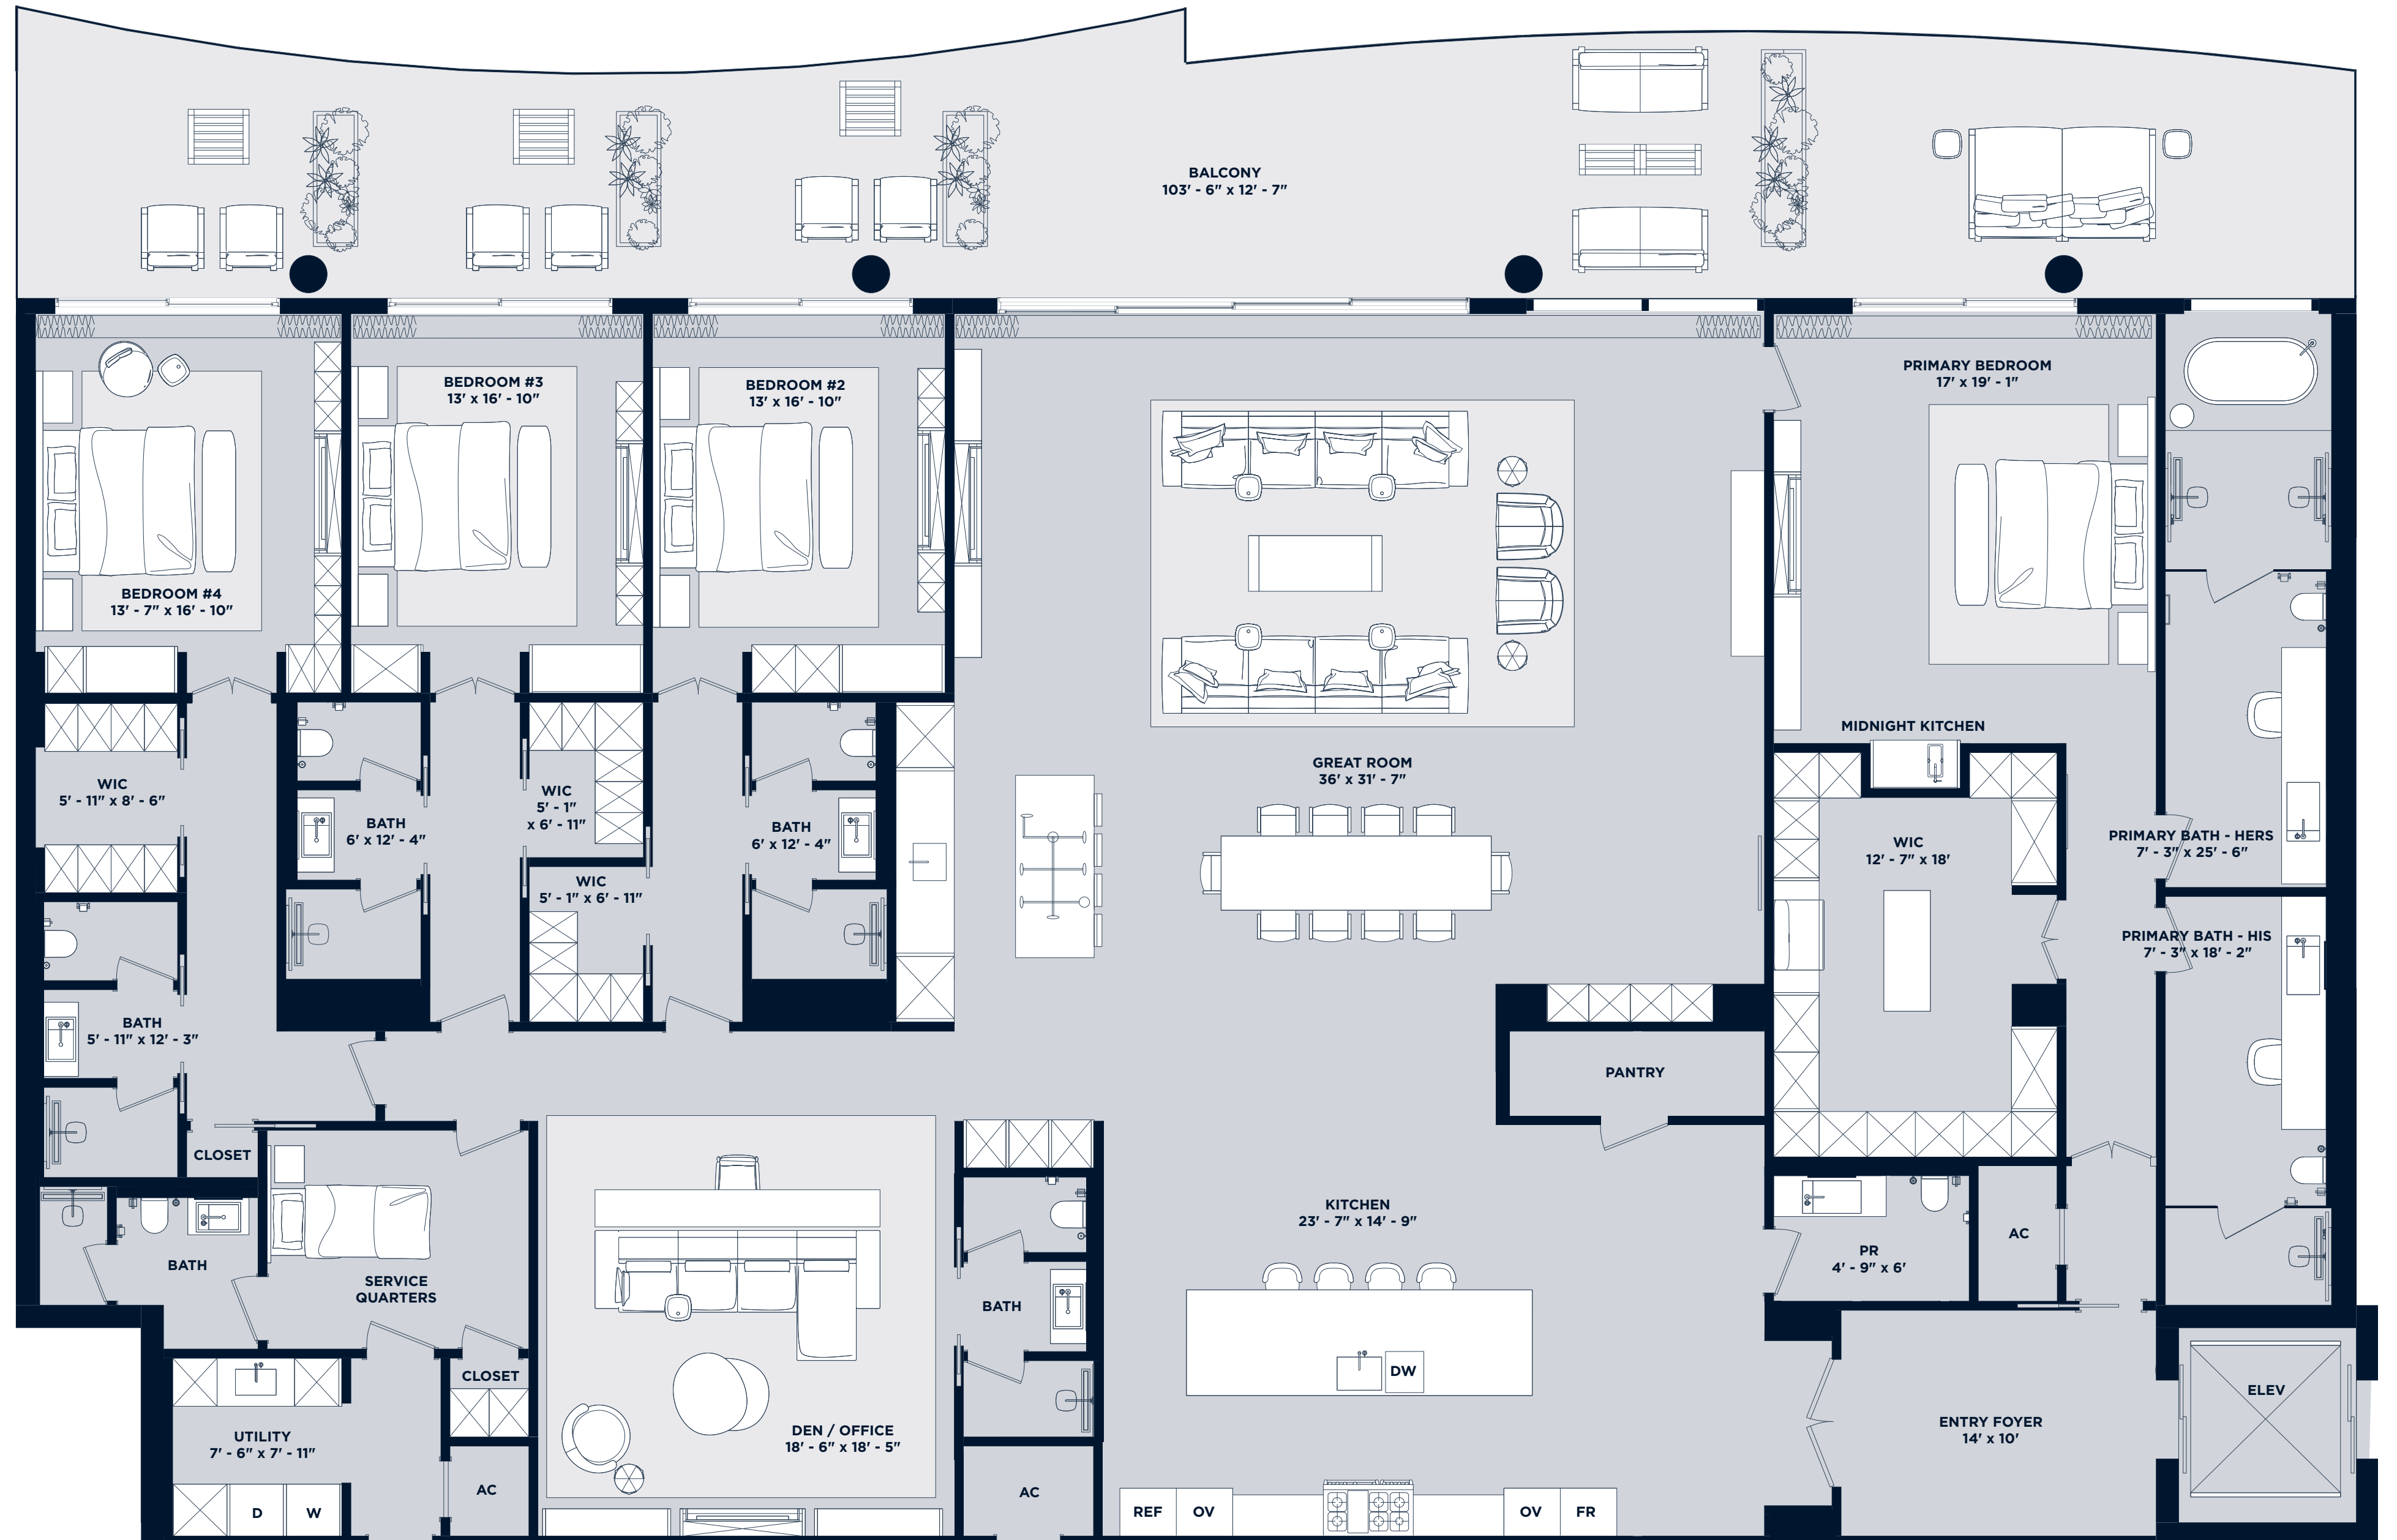 BALCONY
103' - 6" x 12' - 7"
PRIMARY BEDROOM
17' x 19' - 1"
BEDROOM #3
13' x 16' - 10"
BEDROOM #2
13' x 16' - 10"
BEDROOM #4
13' - 7" x 16' - 10"
MIDNIGHT KITCHEN
GREAT ROOM
36' x 31' - 7"
WIC
5' - 11" x 8' - 6"
BATH
6' x 12' - 4"
WIC
5' - 1"
x 6' - 11"
BATH
6' x 12' - 4"
WIC
12' - 7" x 18'
PRIMARY BATH - HERS
7' - 3" x 25' - 6"
WIC
5' - 1" x 6' - 11"
PRIMARY BATH - HIS
7' - 3" x 18' - 2"
BATH
5' - 11" x 12' - 3"
PANTRY
CLOSET
KITCHEN
23' - 7" x 14' - 9"
AC
BATH
PR
4' - 9" x 6'
SERVICE
QUARTERS
BATH
CLOSET
DW
ELEV
DEN / OFFICE
18' - 6" x 18' - 5"
ENTRY FOYER
14' x 10'
UTILITY
7' - 6" x 7' - 11"
AC
AC
D
W
REF
OV
OV
FR